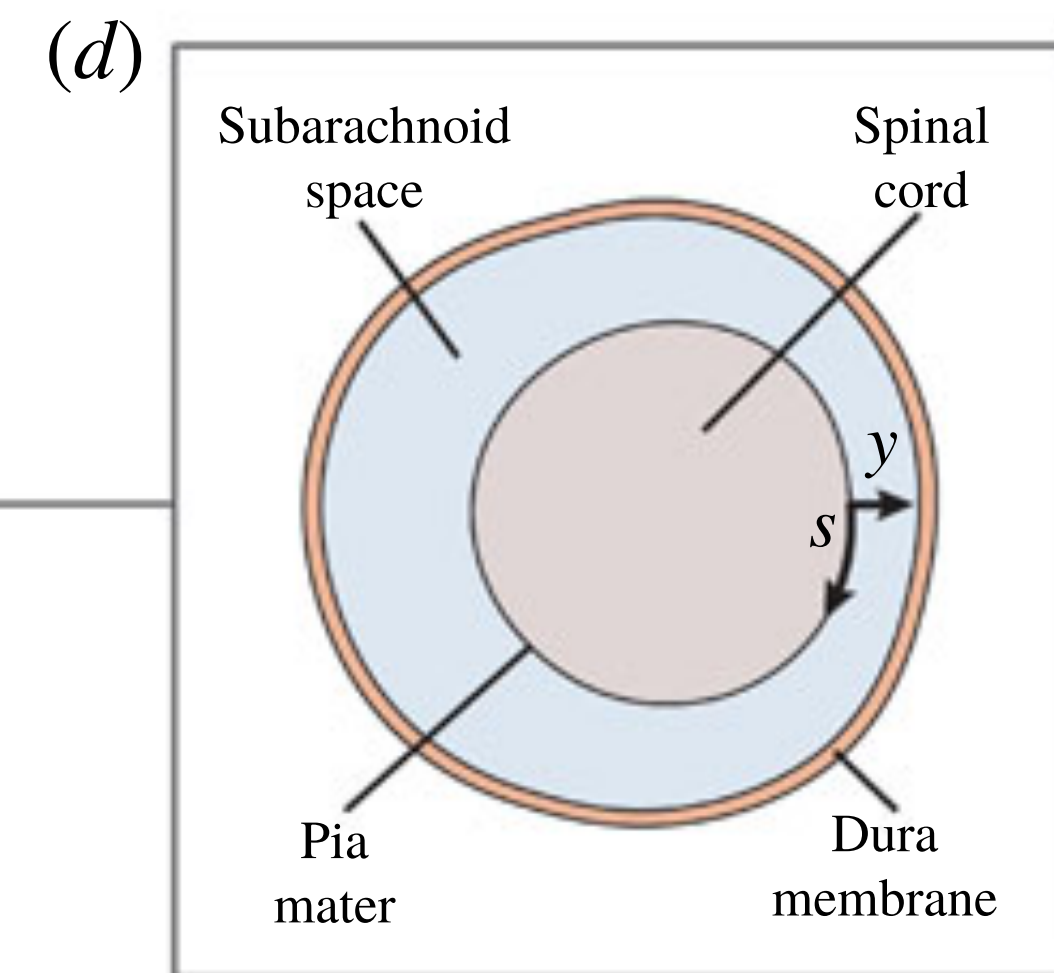 (d)
Subarachnoid
space
Spinal
cord
y
s
Pia
mater
Dura
membrane